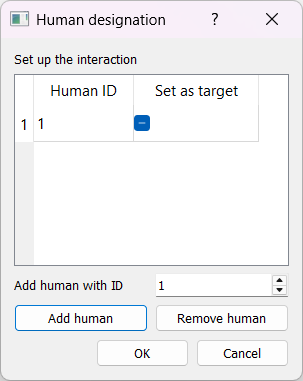 Human designation
Set up the interaction
Human ID Set as target
1 1
Add human with ID 1
Add human Remove human
OK Cancel